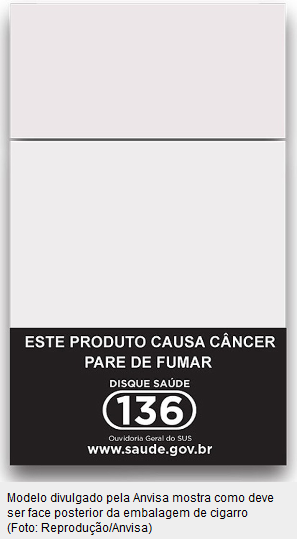 ESTE PRODUTO CAUSA CÂNCER
PARE DE FUMAR
DISQUE SAÚDE
136
Ouvidoria Geral do SUS
www.saude.gov.br
Modelo divulgado pela Anvisa mostra como deve
ser face posterior da embalagem de cigarro
(Foto: Reprodução/Anvisa)